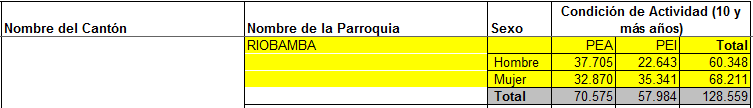 Nombre del Cantón Nombre de la Parroquia Sexo Condición de Actividad (10 y más años)
RIOBAMBA PEA PEI Total
Hombre 37.705 22.643 60.348
Mujer 32.870 35.341 68.211
Total 70.575 57.984 128.559